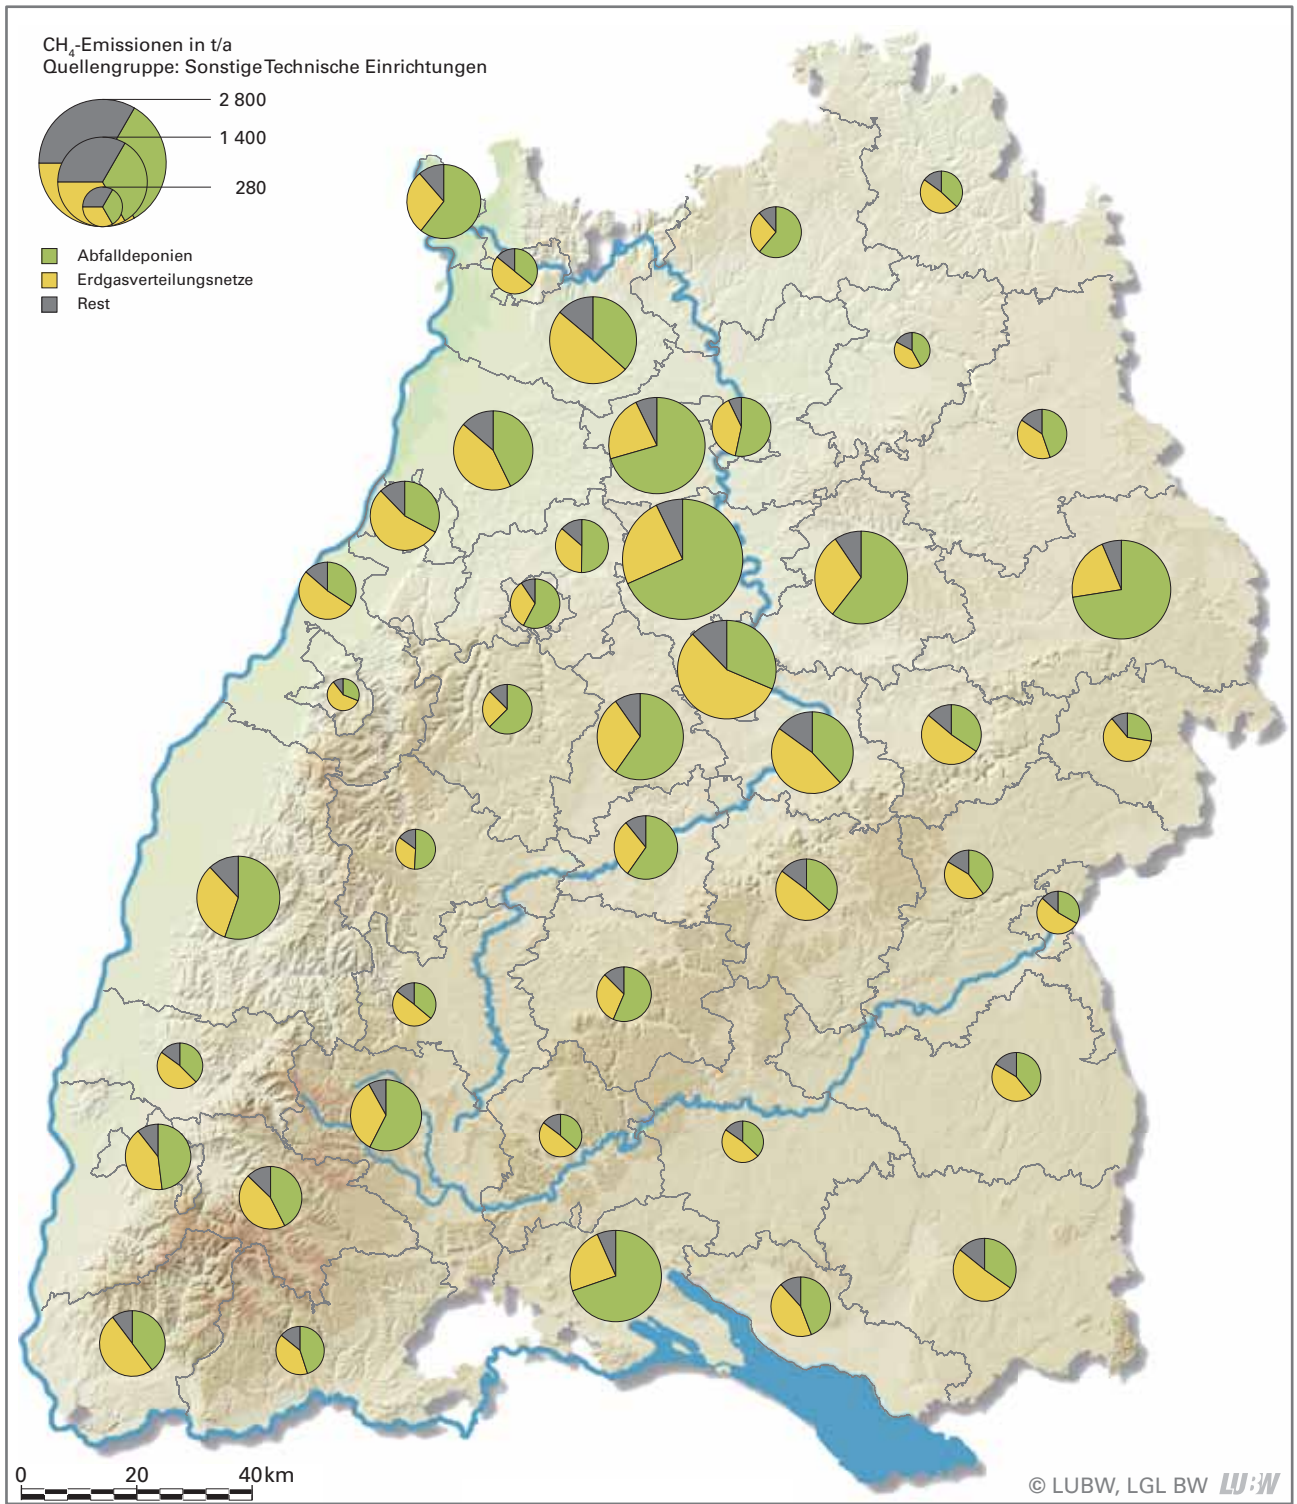 CH₄-Emissionen in t/a
Quellengruppe: Sonstige Technische Einrichtungen
2 800
1 400
280
Abfalldeponien
Erdgasverteilungsnetze
Rest
0 20 40 km
© LUBW, LGL BW LUBW